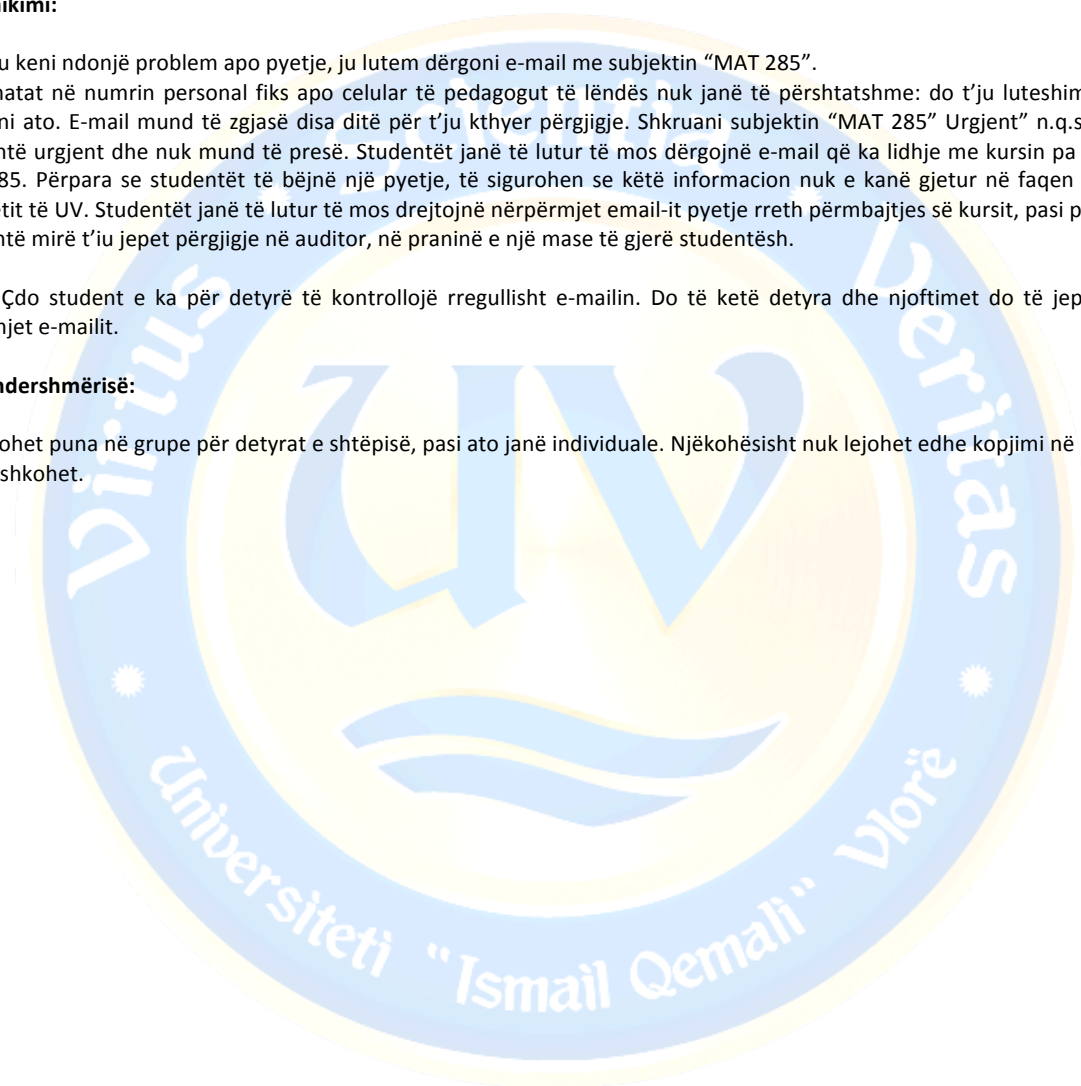 nikimi:
u keni ndonjë problem apo pyetje, ju lutem dërgoni e-mail me subjektin “MAT 285”.
natat në numrin personal fiks apo celular të pedagogut të lëndës nuk janë të përshtatshme: do t’ju luteshim
ni ato. E-mail mund të zgjasë disa ditë për t’ju kthyer përgjigje. Shkruani subjektin “MAT 285” Urgjent” n.q.s
ntë urgjent dhe nuk mund të presë. Studentët janë të lutur të mos dërgojnë e-mail që ka lidhje me kursin pa
85. Përpara se studentët të bëjnë një pyetje, të sigurohen se këtë informacion nuk e kanë gjetur në faqen
etit të UV. Studentët janë të lutur të mos drejtojnë nërpërmjet email-it pyetje rreth përmbajtjes së kursit, pasi p
ntë mirë t’iu jepet përgjigje në auditor, në praninë e një mase të gjerë studentësh.
Çdo student e ka për detyrë të kontrollojë rregullisht e-mailin. Do të ketë detyra dhe njoftimet do të jep
mjet e-mailit.
ndershmërisë:
ohet puna në grupe për detyrat e shtëpisë, pasi ato janë individuale. Njëkohësisht nuk lejohet edhe kopjimi në
shkohet.
Virtus Scientia Veritas
UV
Universiteti "Ismail Qemali" Vlorë